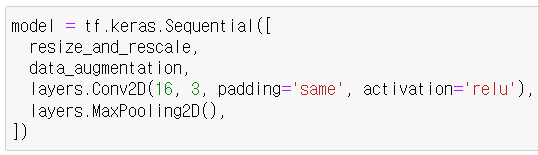 model = tf.keras.Sequential([
  resize_and_rescale,
  data_augmentation,
  layers.Conv2D(16, 3, padding='same', activation='relu'),
  layers.MaxPooling2D(),
])